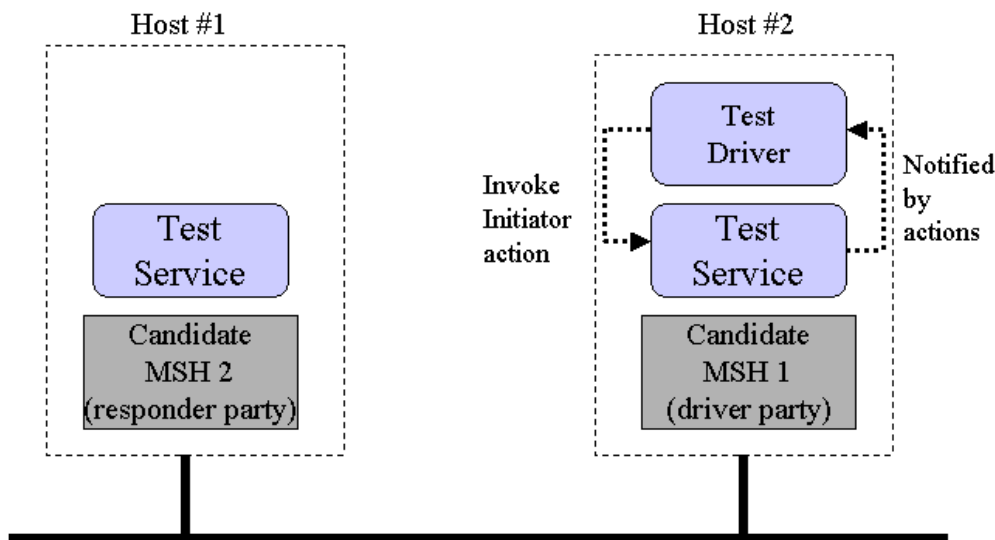 Host #1
Test
Service
Candidate
MSH 2
(responder party)
Host #2
Test
Driver
Invoke
Initiator
action
Notified
by
actions
Test
Service
Candidate
MSH 1
(driver party)